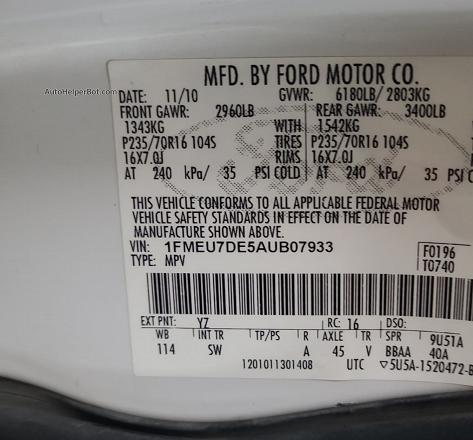 MFD. BY FORD MOTOR CO.
AutoHelperBot.com
DATE: 11/10 GVWR: 6180LB/ 2803KG
FRONT GAWR: 2960LB REAR GAWR: 3400LB
1343KG WITH 1542KG
P235/70R16 104S TIRES P235/70R16 104S
16X7.0J RIMS 16X7.0J
AT 240 kPa/ 35 PSI COLD AT 240 kPa/ 35 PSI CO
THIS VEHICLE CONFORMS TO ALL APPLICABLE FEDERAL MOTOR
VEHICLE SAFETY STANDARDS IN EFFECT ON THE DATE OF
MANUFACTURE SHOWN ABOVE.
VIN: 1FMEU7DE5AUB07933 F0196
TYPE: MPV T0740
EXT PNT: YZ RC: 16 DSO:
WB INT TR TP/PS R AXLE TR SPR 9U51A
114 SW A 45 V BBAA 40A
1201011301408 UTC ▽5U5A-1520472-B